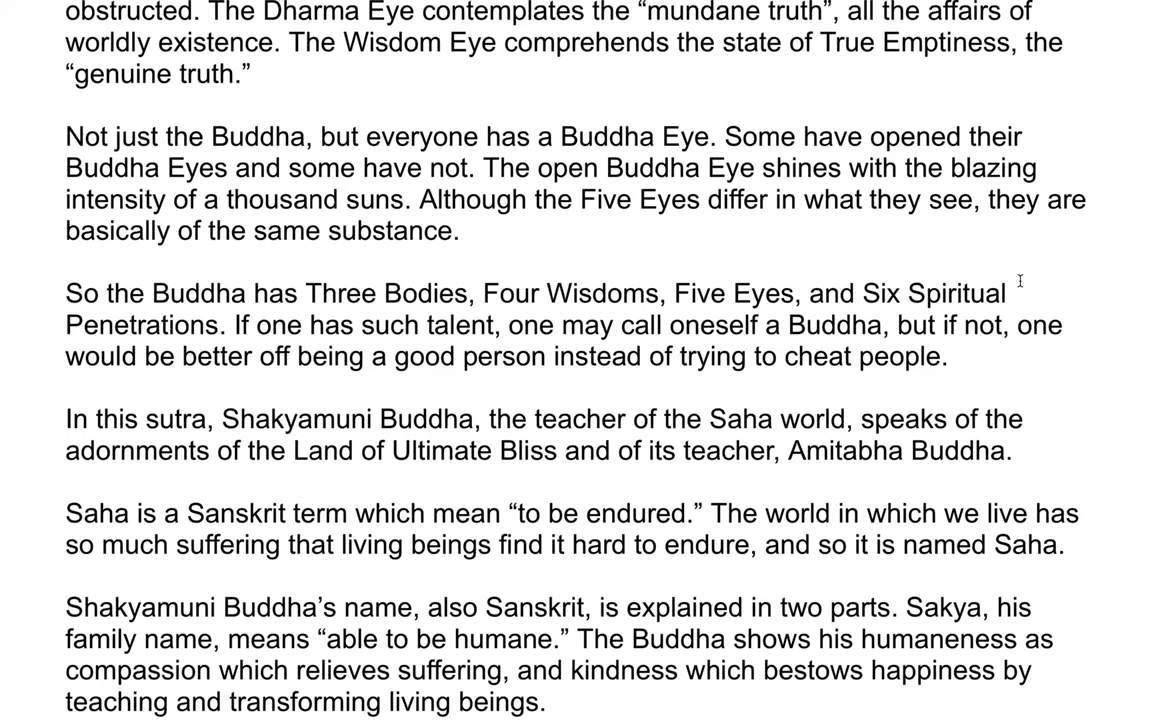 obstructed. The Dharma Eye contemplates the “mundane truth”, all the affairs of
worldly existence. The Wisdom Eye comprehends the state of True Emptiness, the
“genuine truth.”
Not just the Buddha, but everyone has a Buddha Eye. Some have opened their
Buddha Eyes and some have not. The open Buddha Eye shines with the blazing
intensity of a thousand suns. Although the Five Eyes differ in what they see, they are
basically of the same substance.
So the Buddha has Three Bodies, Four Wisdoms, Five Eyes, and Six Spiritual
Penetrations. If one has such talent, one may call oneself a Buddha, but if not, one
would be better off being a good person instead of trying to cheat people.
In this sutra, Shakyamuni Buddha, the teacher of the Saha world, speaks of the
adornments of the Land of Ultimate Bliss and of its teacher, Amitabha Buddha.
Saha is a Sanskrit term which mean “to be endured.” The world in which we live has
so much suffering that living beings find it hard to endure, and so it is named Saha.
Shakyamuni Buddha’s name, also Sanskrit, is explained in two parts. Sakya, his
family name, means “able to be humane.” The Buddha shows his humaneness as
compassion which relieves suffering, and kindness which bestows happiness by
teaching and transforming living beings.